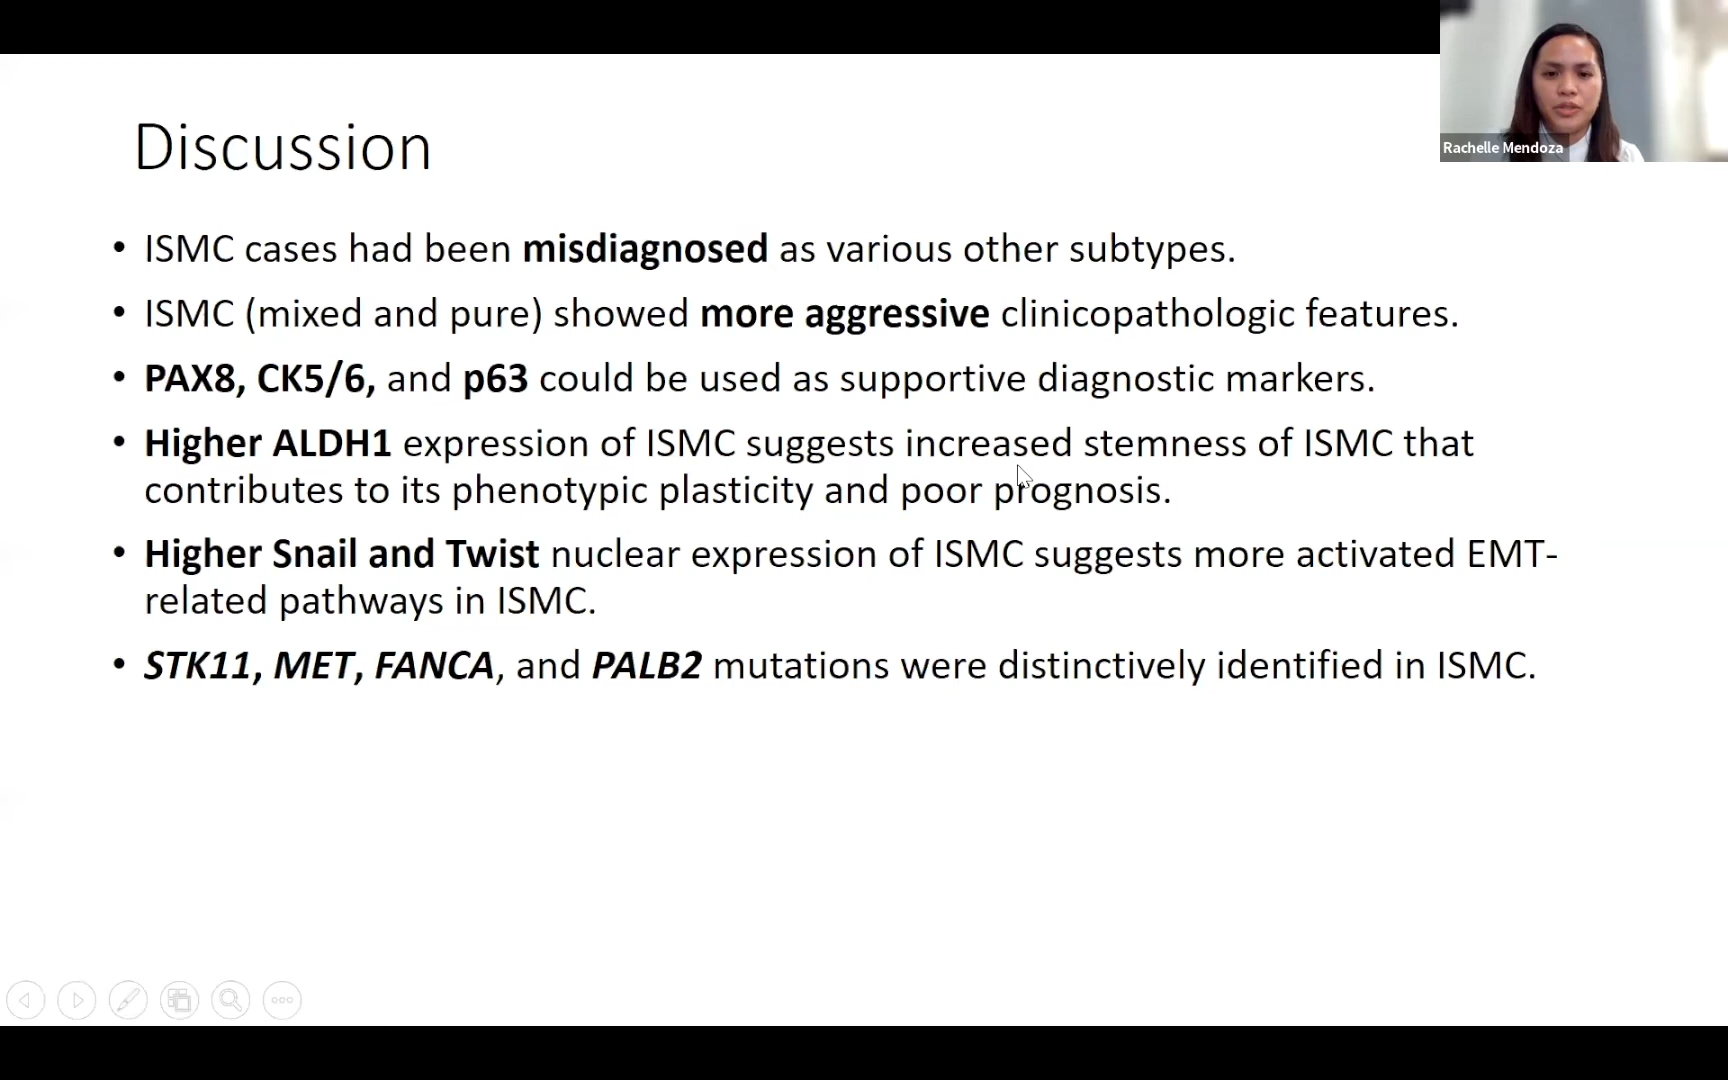 Rachelle Mendoza
Discussion
• ISMC cases had been misdiagnosed as various other subtypes.
• ISMC (mixed and pure) showed more aggressive clinicopathologic features.
• PAX8, CK5/6, and p63 could be used as supportive diagnostic markers.
• Higher ALDH1 expression of ISMC suggests increased stemness of ISMC that
contributes to its phenotypic plasticity and poor prognosis.
• Higher Snail and Twist nuclear expression of ISMC suggests more activated EMT-
related pathways in ISMC.
• STK11, MET, FANCA, and PALB2 mutations were distinctively identified in ISMC.